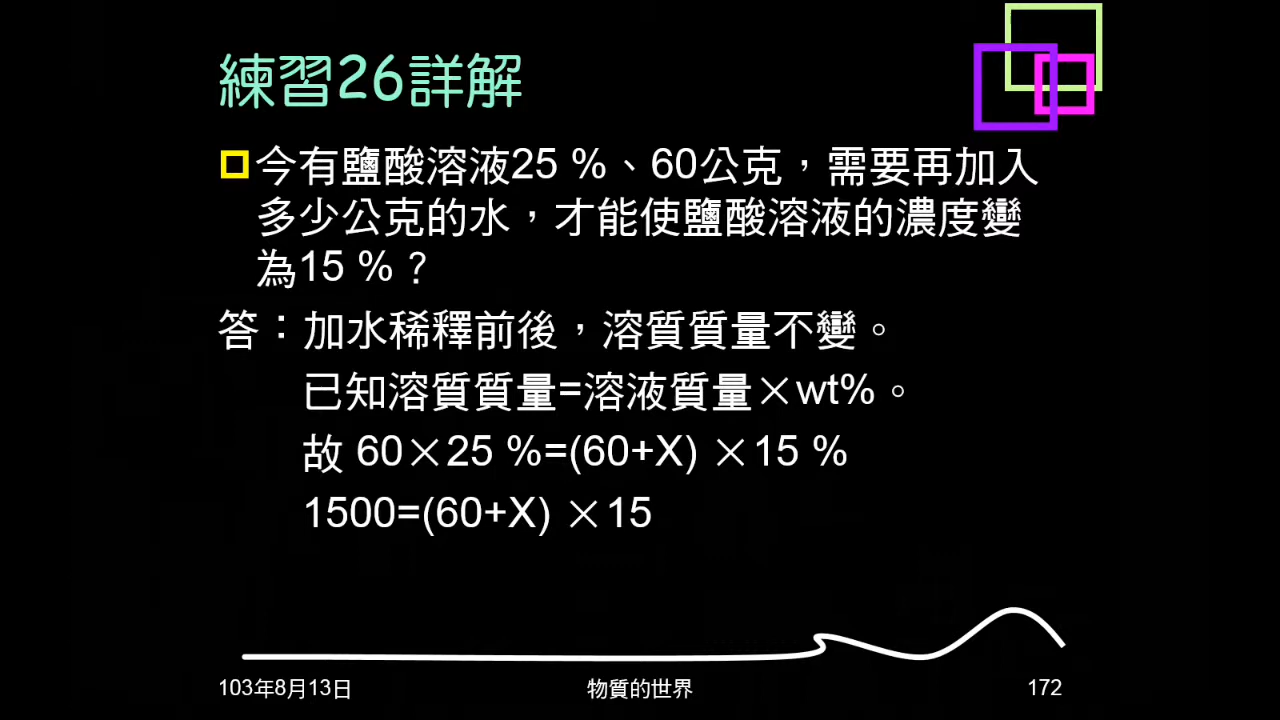 練習26詳解
今有鹽酸溶液25 %、60公克，需要再加入
多少公克的水，才能使鹽酸溶液的濃度變
為15 %？
答：加水稀釋前後，溶質質量不變。
已知溶質質量=溶液質量×wt%。
故 60×25 %=(60+X) ×15 %
1500=(60+X) ×15
103年8月13日
物質的世界
172